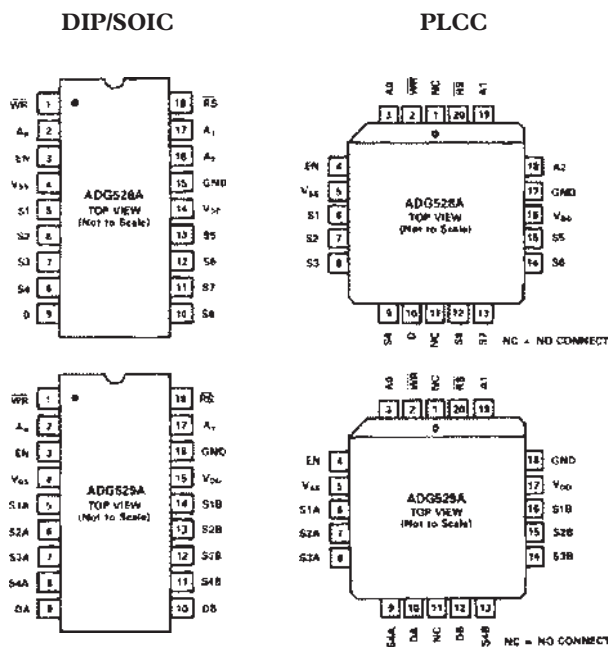 DIP/SOIC
WR 1
A0 2
EN 3
VSS 4
S1 5
S2 6
S3 7
S4 8
D 9
ADG528A
TOP VIEW
(Not to Scale)
18 RS
17 A1
16 A2
15 GND
14 VDD
13 S5
12 S6
11 S7
10 S8
PLCC
A0 WR NC RS A1
3 2 1 20 19
EN 4
VSS 5
S1 6
S2 7
S3 8
ADG528A
TOP VIEW
(Not to Scale)
18 A2
17 GND
16 VDD
15 S5
14 S6
9 10 11 12 13
S4 D NC S8 S7
NC = NO CONNECT
WR 1
A0 2
EN 3
VSS 4
S1A 5
S2A 6
S3A 7
S4A 8
DA 9
ADG529A
TOP VIEW
(Not to Scale)
18 RS
17 A1
16 GND
15 VDD
14 S1B
13 S2B
12 S3B
11 S4B
10 DB
A0 WR NC RS A1
3 2 1 20 19
EN 4
VSS 5
S1A 6
S2A 7
S3A 8
ADG529A
TOP VIEW
(Not to Scale)
18 GND
17 VDD
16 S1B
15 S2B
14 S3B
9 10 11 12 13
S4A DA NC DB S4B
NC = NO CONNECT